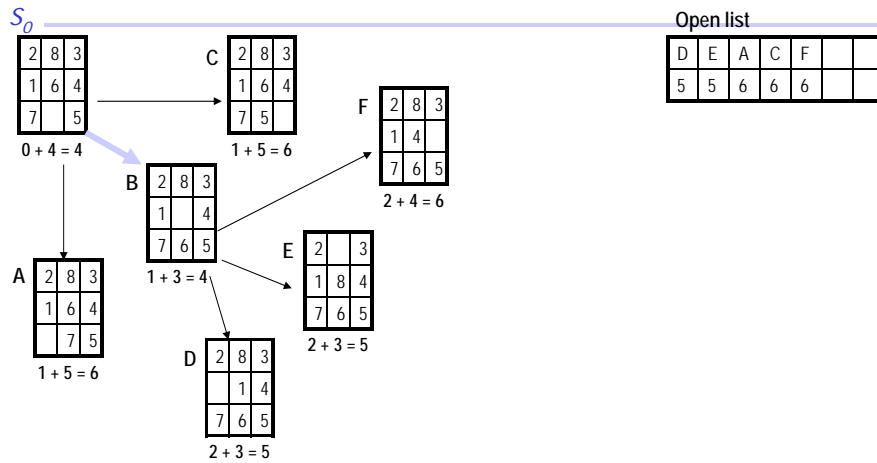 S0
Open list
D E A C F
5 5 6 6 6
2 8 3
1 6 4
7 5
0 + 4 = 4
C
2 8 3
1 6 4
7 5
1 + 5 = 6
F
2 8 3
1 4
7 6 5
2 + 4 = 6
B
2 8 3
1 4
7 6 5
1 + 3 = 4
E
2 3
1 8 4
7 6 5
2 + 3 = 5
A
2 8 3
1 6 4
7 5
1 + 5 = 6
D
2 8 3
1 4
7 6 5
2 + 3 = 5